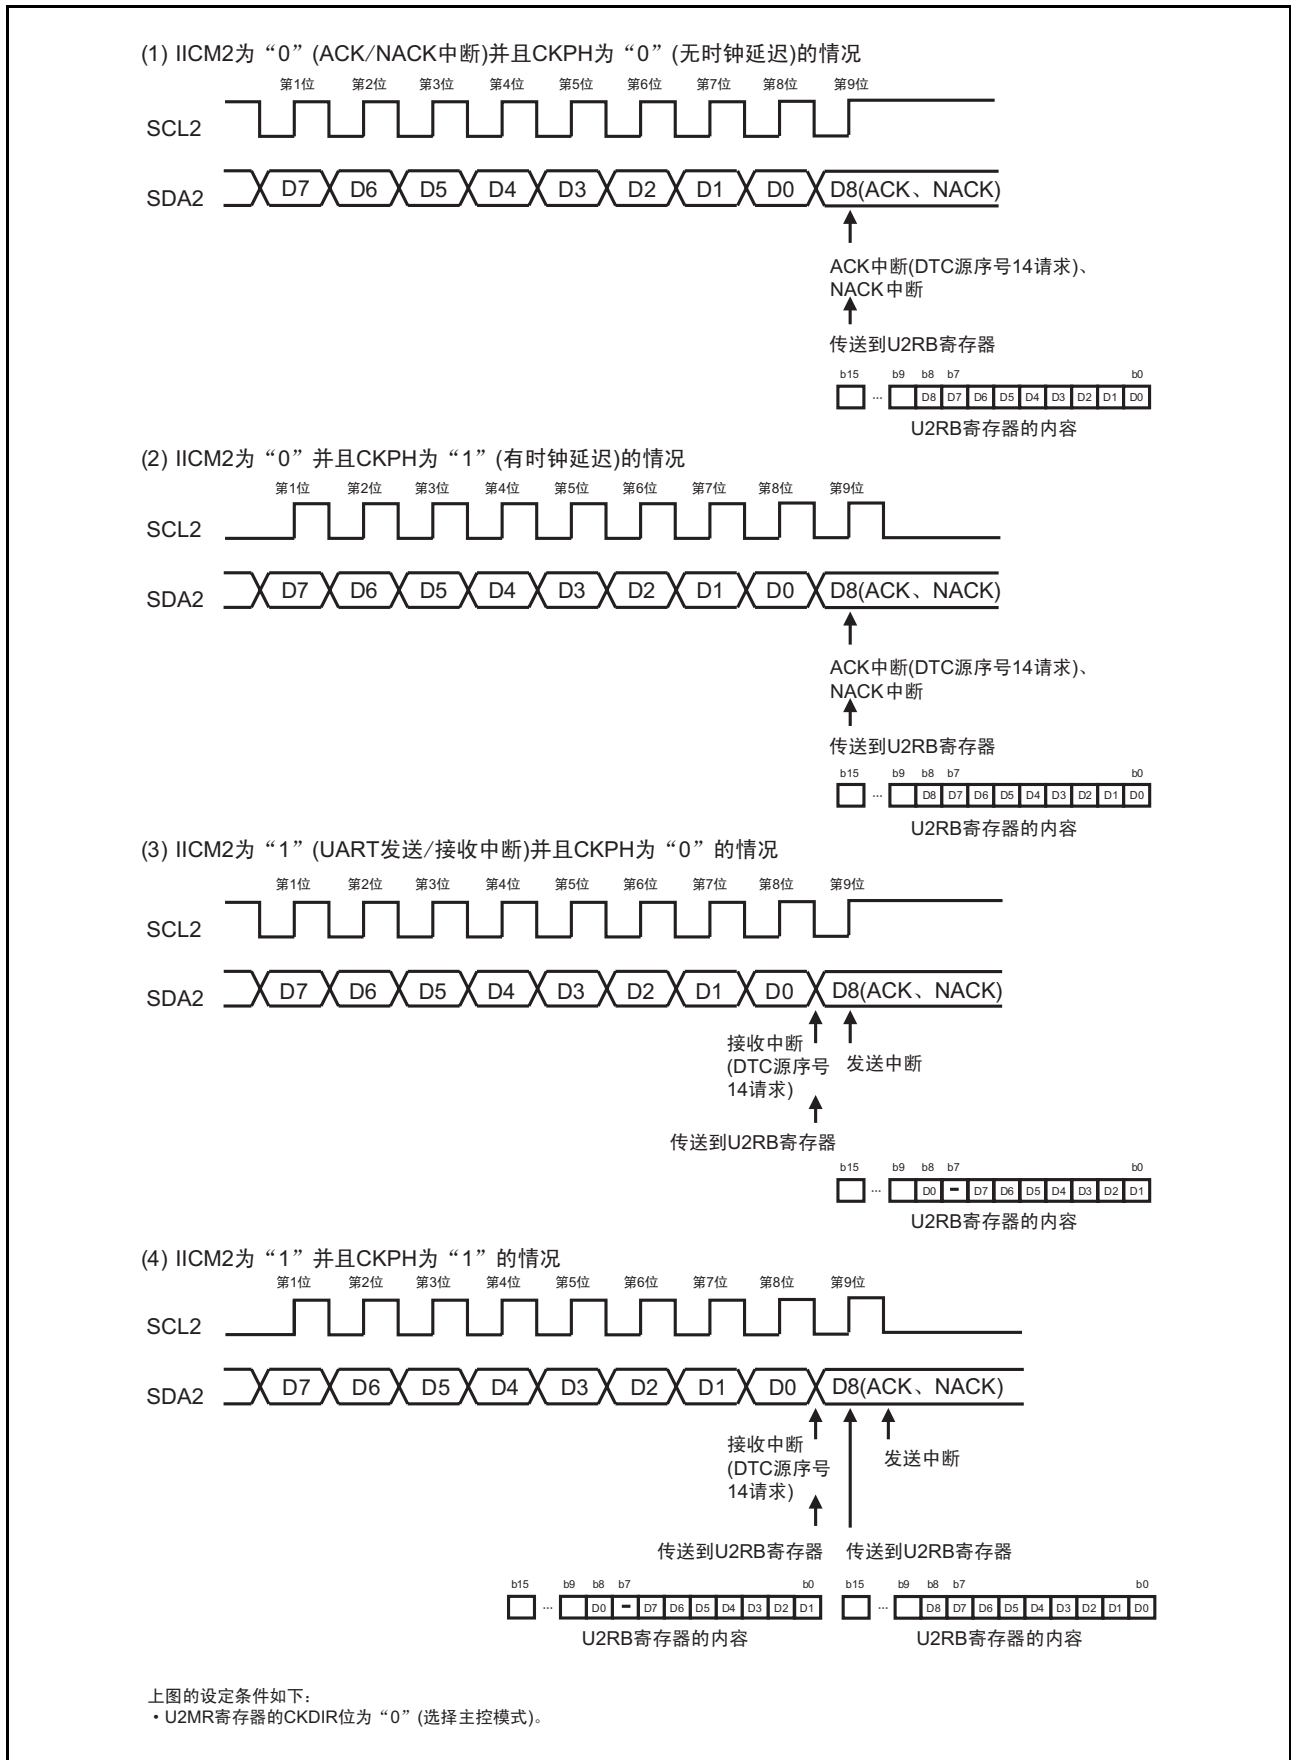 (1) IICM2为“0”(ACK/NACK中断)并且CKPH为“0”(无时钟延迟)的情况
第1位 第2位 第3位 第4位 第5位 第6位 第7位 第8位 第9位
SCL2
SDA2 D7 D6 D5 D4 D3 D2 D1 D0 D8(ACK、NACK)
ACK中断(DTC源序号14请求)、
NACK中断
传送到U2RB寄存器
b15 b9 b8 b7 b0
... D8 D7 D6 D5 D4 D3 D2 D1 D0
U2RB寄存器的内容
(2) IICM2为“0”并且CKPH为“1”(有时钟延迟)的情况
第1位 第2位 第3位 第4位 第5位 第6位 第7位 第8位 第9位
SCL2
SDA2 D7 D6 D5 D4 D3 D2 D1 D0 D8(ACK、NACK)
ACK中断(DTC源序号14请求)、
NACK中断
传送到U2RB寄存器
b15 b9 b8 b7 b0
... D8 D7 D6 D5 D4 D3 D2 D1 D0
U2RB寄存器的内容
(3) IICM2为“1”(UART发送/接收中断)并且CKPH为“0”的情况
第1位 第2位 第3位 第4位 第5位 第6位 第7位 第8位 第9位
SCL2
SDA2 D7 D6 D5 D4 D3 D2 D1 D0 D8(ACK、NACK)
接收中断
(DTC源序号 发送中断
14请求)
传送到U2RB寄存器
b15 b9 b8 b7 b0
... D0 - D7 D6 D5 D4 D3 D2 D1
U2RB寄存器的内容
(4) IICM2为“1”并且CKPH为“1”的情况
第1位 第2位 第3位 第4位 第5位 第6位 第7位 第8位 第9位
SCL2
SDA2 D7 D6 D5 D4 D3 D2 D1 D0 D8(ACK、NACK)
接收中断
(DTC源序号 发送中断
14请求)
传送到U2RB寄存器 传送到U2RB寄存器
b15 b9 b8 b7 b0 b15 b9 b8 b7 b0
... D0 - D7 D6 D5 D4 D3 D2 D1 ... D8 D7 D6 D5 D4 D3 D2 D1 D0
U2RB寄存器的内容 U2RB寄存器的内容
上图的设定条件如下：
•U2MR寄存器的CKDIR位为“0”(选择主控模式)。